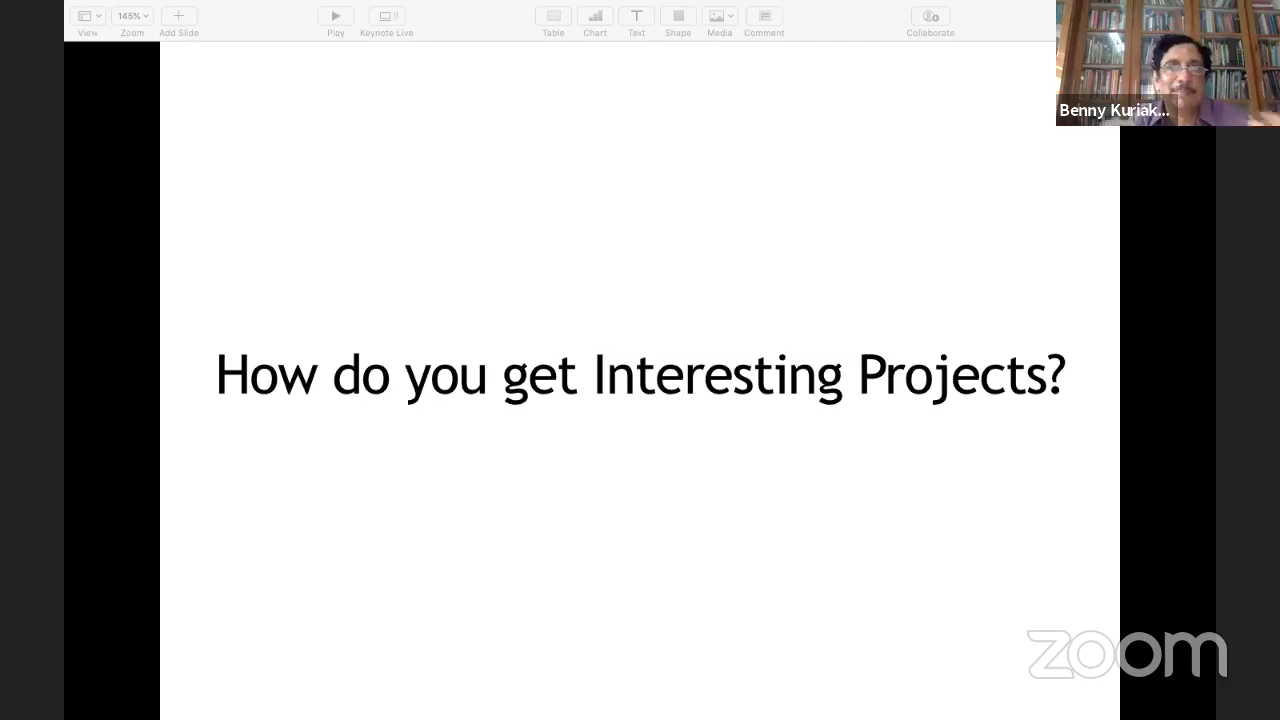 145%
View Zoom Add Slide Play Keynote Live Table Chart Text Shape Media Comment Collaborate
Benny Kuriak...
How do you get Interesting Projects?
zoom